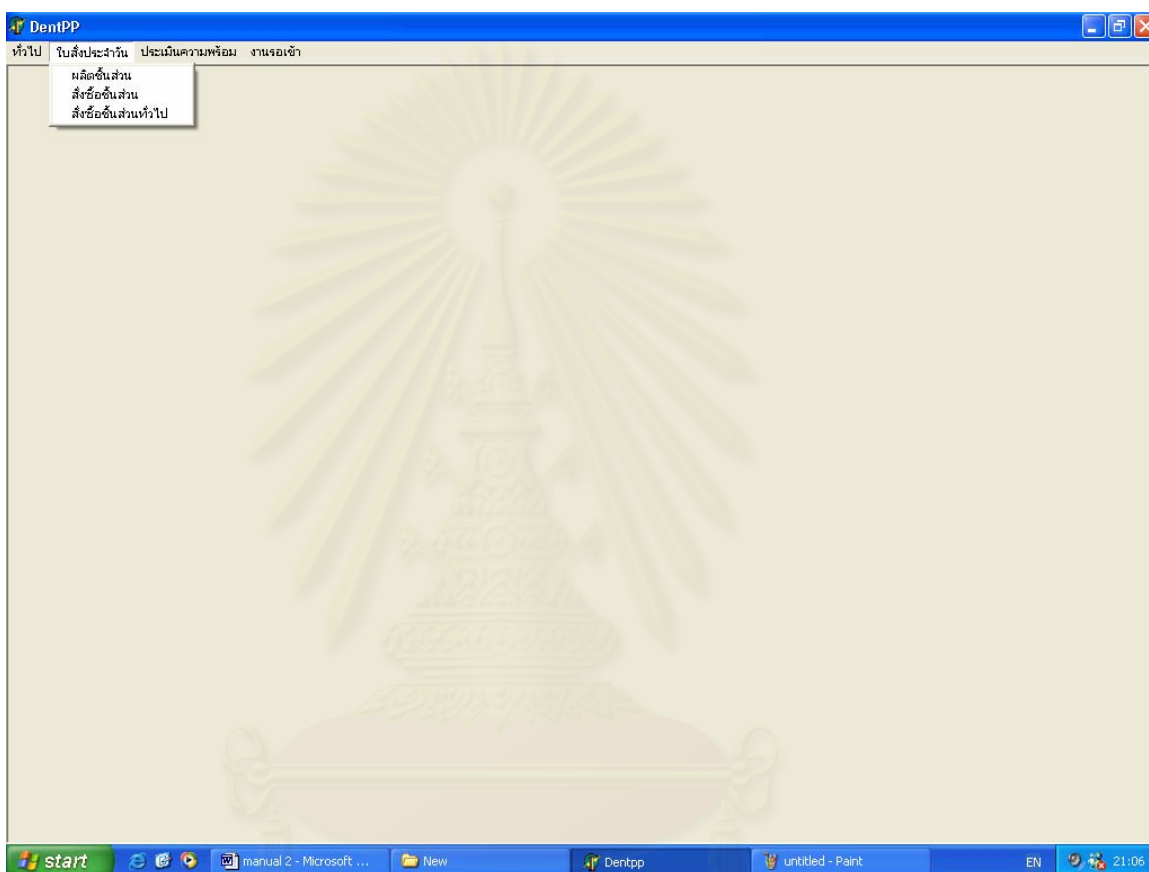 DentPP
ทั่วไป ใบสั่งประจำวัน ประเมินความพร้อม งานรอเข้า
ผลิตชิ้นส่วน
สั่งซื้อชิ้นส่วน
สั่งซื้อชิ้นส่วนทั่วไป
start manual 2 - Microsoft ... New Dentpp untitled - Paint EN 21:06